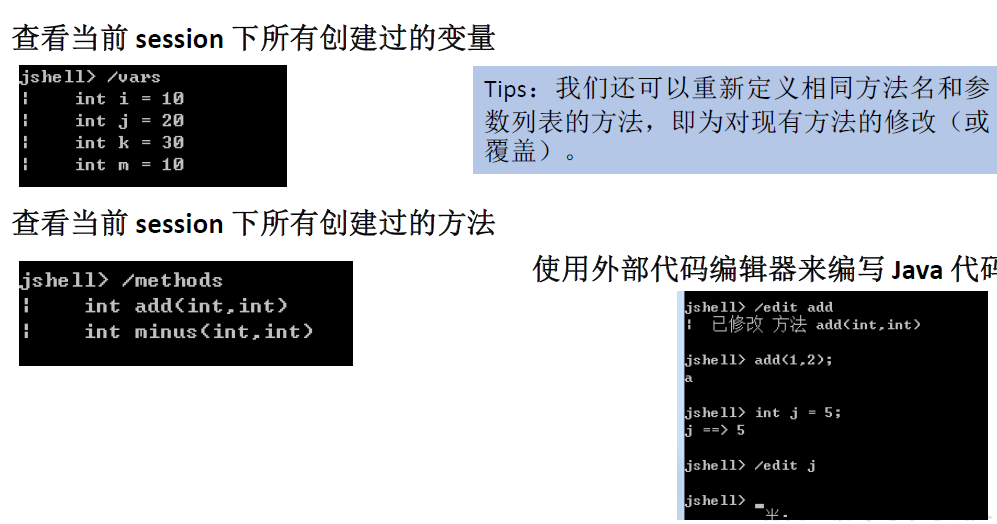 查看当前 session 下所有创建过的变量
jshell> /vars
|    int i = 10
|    int j = 20
|    int k = 30
|    int m = 10
Tips：我们还可以重新定义相同方法名和参
数列表的方法，即为对现有方法的修改（或
覆盖）。
查看当前 session 下所有创建过的方法
jshell> /methods
|    int add(int,int)
|    int minus(int,int)
使用外部代码编辑器来编写 Java 代码
jshell> /edit add
|  已修改 方法 add(int,int)
jshell> add(1,2);
a
jshell> int j = 5;
j ==> 5
jshell> /edit j
jshell> _